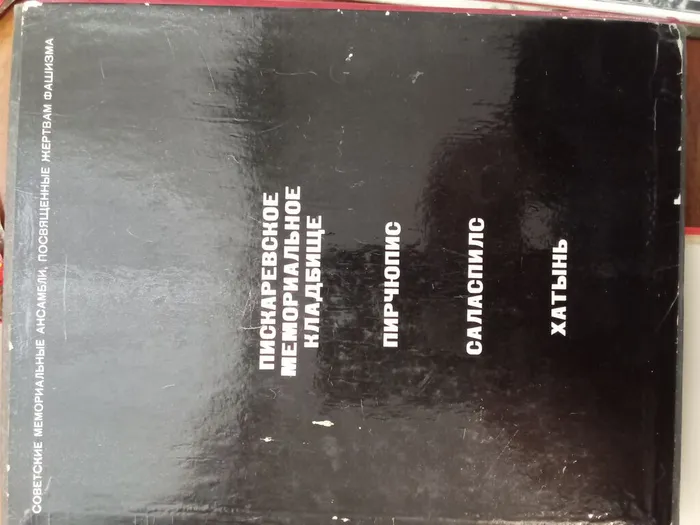 СОВЕТСКИЕ МЕМОРИАЛЬНЫЕ АНСАМБЛИ, ПОСВЯЩЕННЫЕ ЖЕРТВАМ ФАШИЗМА
ПИСКАРЕВСКОЕ
МЕМОРИАЛЬНОЕ
КЛАДБИЩЕ
ПИРЧЮПИС
САЛАСПИЛС
ХАТЫНЬ